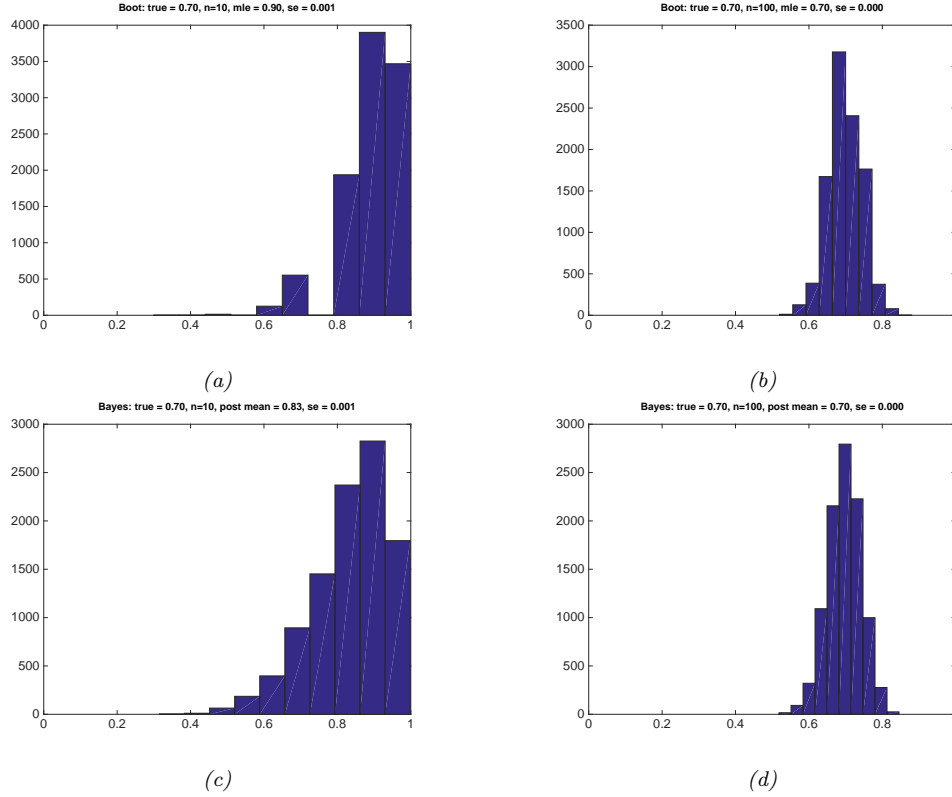 Boot: true = 0.70, n=10, mle = 0.90, se = 0.001
4000
3500
3000
2500
2000
1500
1000
500
0
0 0.2 0.4 0.6 0.8 1
(a)
Boot: true = 0.70, n=100, mle = 0.70, se = 0.000
3500
3000
2500
2000
1500
1000
500
0
0 0.2 0.4 0.6 0.8
(b)
Bayes: true = 0.70, n=10, post mean = 0.83, se = 0.001
3000
2500
2000
1500
1000
500
0
0 0.2 0.4 0.6 0.8 1
(c)
Bayes: true = 0.70, n=100, post mean = 0.70, se = 0.000
3000
2500
2000
1500
1000
500
0
0 0.2 0.4 0.6 0.8
(d)